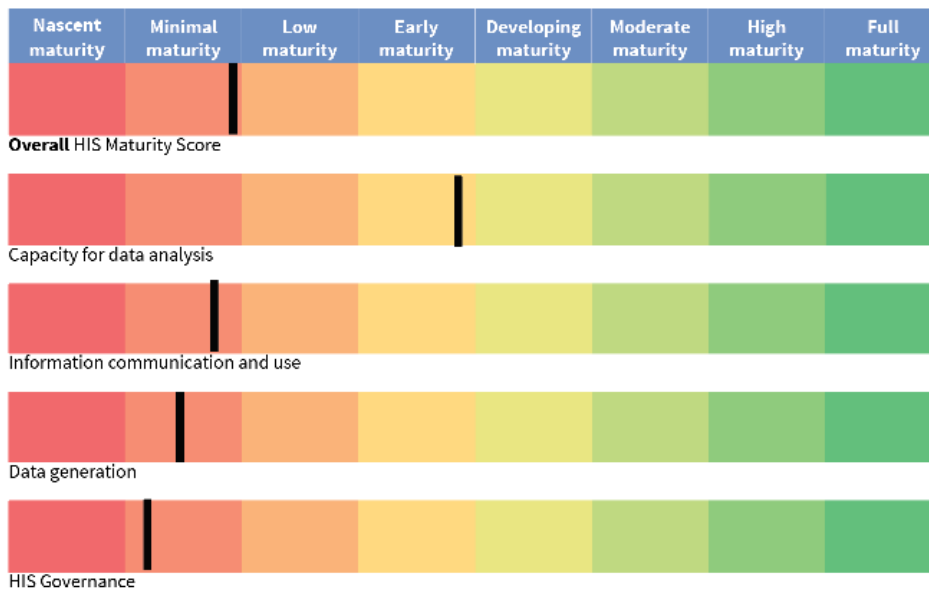 Nascent maturity
Minimal maturity
Low maturity
Early maturity
Developing maturity
Moderate maturity
High maturity
Full maturity
Overall HIS Maturity Score
Capacity for data analysis
Information communication and use
Data generation
HIS Governance